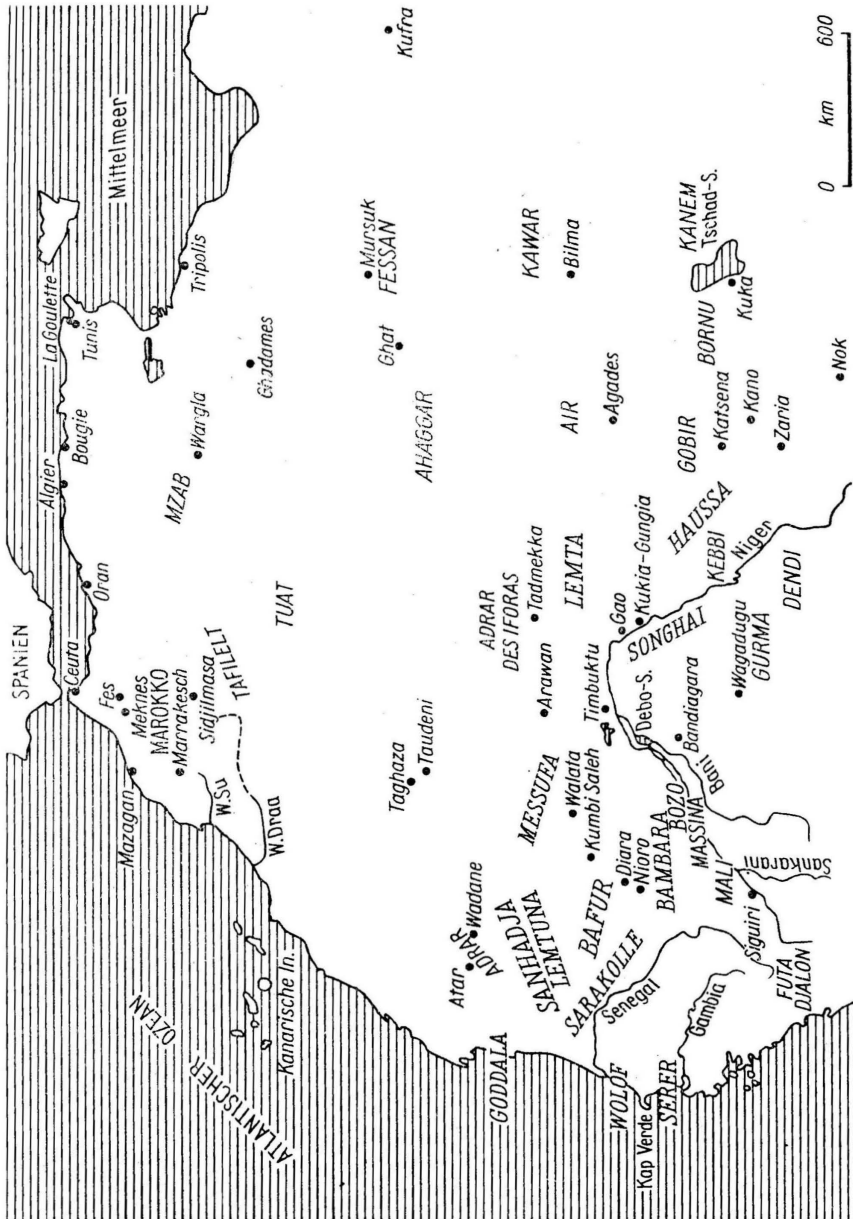 SPANIEN
Mittelmeer
ATLANTISCHER
OZEAN
Kanarische In.
Ceuta
Oran
Algier
Bougie
La Goulette
Tunis
Tripolis
Fes
Meknes
MAROKKO
Mazagan
Marrakesch
Sidjilmasa
TAFILELT
W.Su
W.Draa
MZAB
Wargla
Ghadames
TUAT
Taghaza
Taudeni
AHAGGAR
Ghat
Mursuk
FESSAN
Kufra
Atar
Wadane
ADRAR
GODDALA
SANHADJA
LEMTUNA
MESSUFA
Arawan
ADRAR
DES IFORAS
Tadmekka
LEMTA
AIR
Agades
KAWAR
Bilma
BAFUR
SARAKOLLE
Walata
Kumbi Saleh
Timbuktu
Gao
Kukia-Gungia
SONGHAI
HAUSSA
WOLOF
Kap Verde
SERER
Senegal
Gambia
Diara
Nioro
BAMBARA
BOZO
MASSINA
Debo-S.
Bandiagara
Bani
MALI
Siguiri
Sankarani
FUTA
DJALON
Wagadugu
GURMA
KEBBI
Niger
DENDI
GOBIR
Katsena
Kano
Zaria
BORNU
Nok
KANEM
Tschad-S.
Kuka
0 km 600